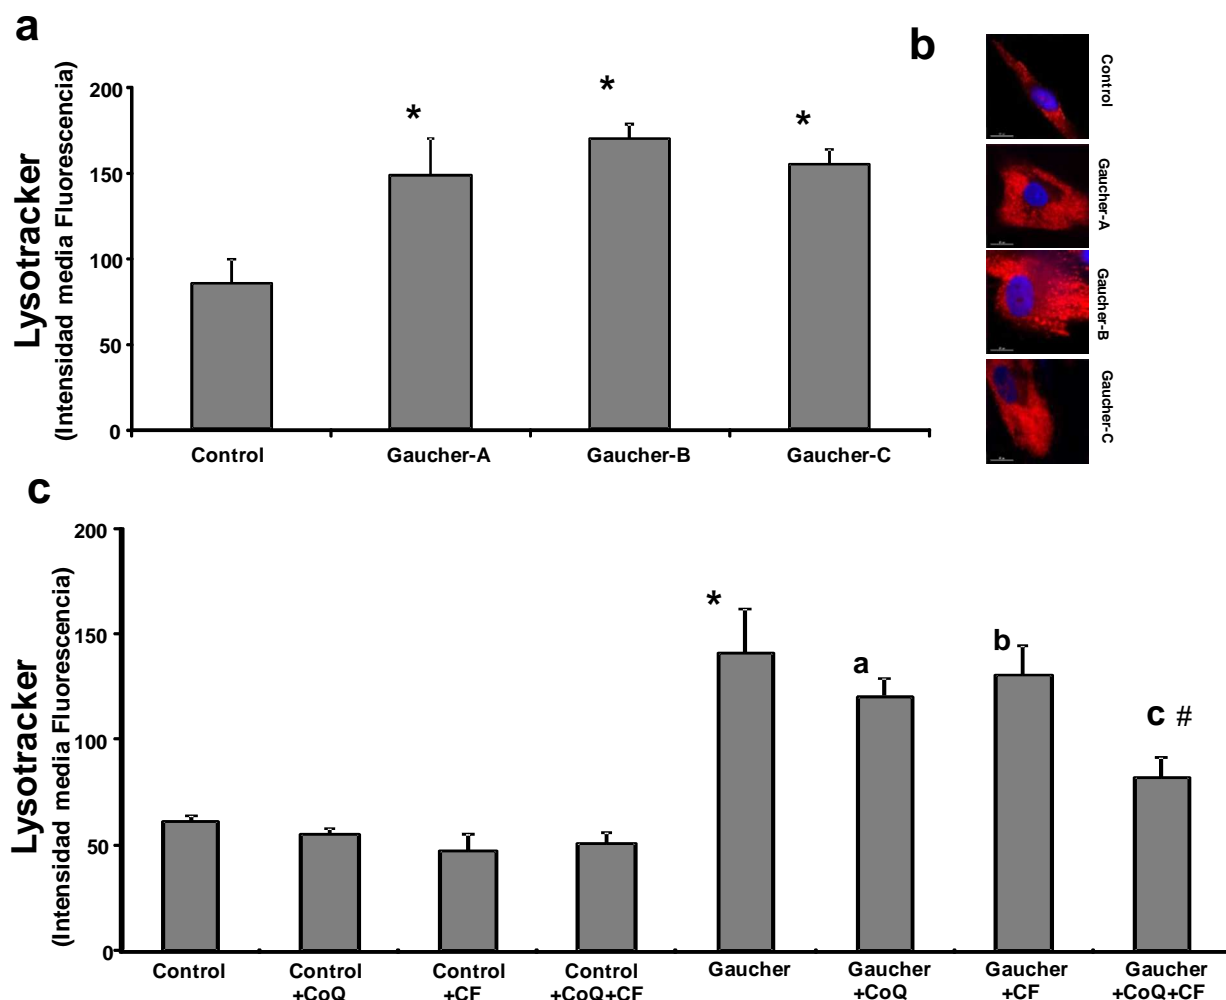 a
Lysotracker
(Intensidad media Fluorescencia)
200
150
100
50
0
*
*
*
Control
Gaucher-A
Gaucher-B
Gaucher-C
b
Control
Gaucher-A
Gaucher-B
Gaucher-C
c
Lysotracker
(Intensidad media Fluorescencia)
200
150
100
50
0
*
a
b
c #
Control
Control
+CoQ
Control
+CF
Control
+CoQ+CF
Gaucher
Gaucher
+CoQ
Gaucher
+CF
Gaucher
+CoQ+CF